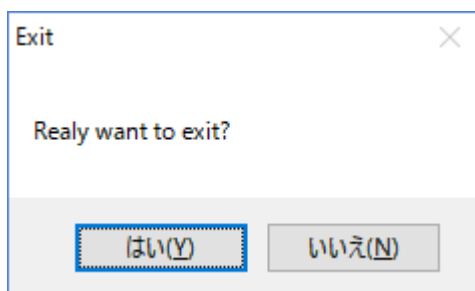 Exit
Realy want to exit?
はい(Y)
いいえ(N)